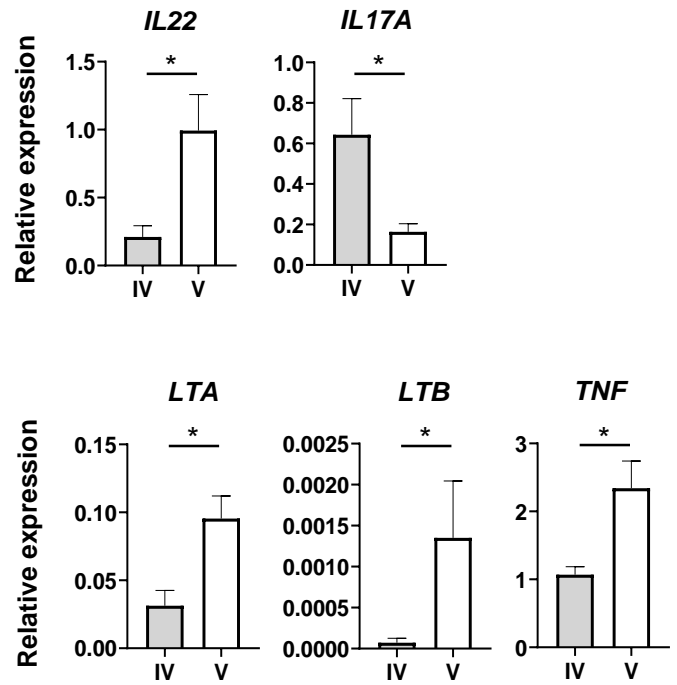 IL22
IL17A
Relative expression
1.5
1.0
0.5
0.0
*
IV V
1.0
0.8
0.6
0.4
0.2
0.0
*
IV V
LTA
LTB
TNF
Relative expression
0.15
0.10
0.05
0.00
*
IV V
0.0025
0.0020
0.0015
0.0010
0.0005
0.0000
*
IV V
3
2
1
0
*
IV V